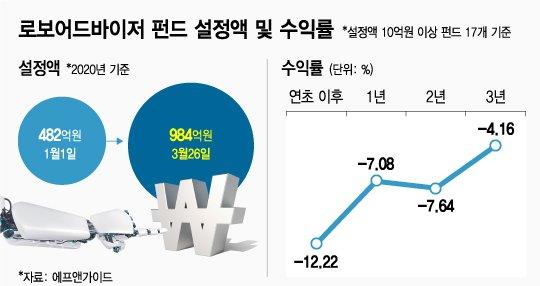 로보어드바이저 펀드 설정액 및 수익률 *설정액 10억원 이상 펀드 17개 기준
설정액 *2020년 기준
482억원
1월1일
984억원
3월26일
*자료: 에프앤가이드
수익률 (단위: %)
연초 이후 1년 2년 3년
-4.16
-7.08
-7.64
-12.22